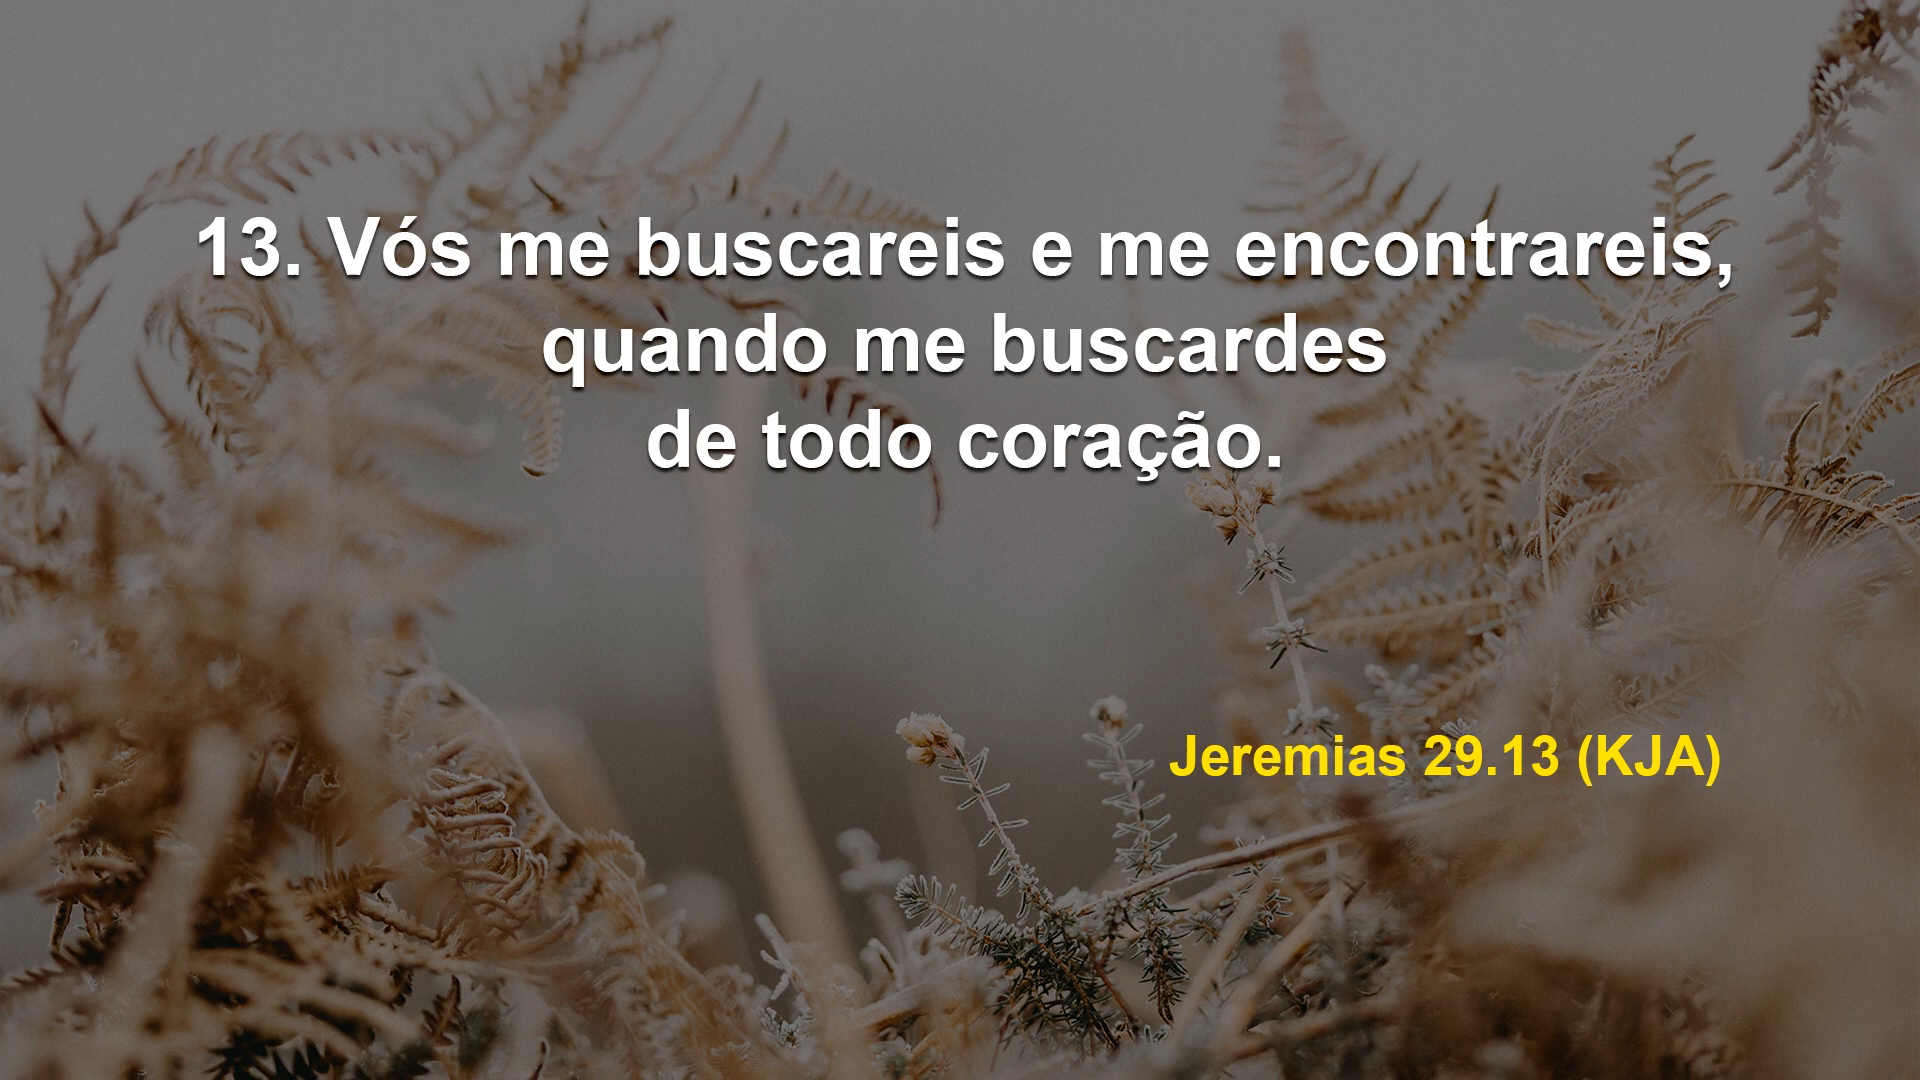 13. Vós me buscareis e me encontrareis,
quando me buscardes
de todo coração.
Jeremias 29.13 (KJA)